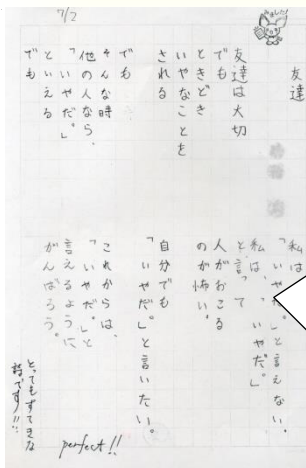 7/2
みました!
友達
友達は大切
でも
ときどき
いやなことを
される
でも
そんな時
他の人なら、
「いやだ。」
といえる
でも
私は
「いやだ。」と言えない。
私は、「いやだ。」
と言って
人がおこる
のが怖い。
自分でも
「いやだ。」と言いたい。
これからは、
「いやだ。」と
言えるように
がんばろう。
とってもすてきな
詩です!!
perfect!!